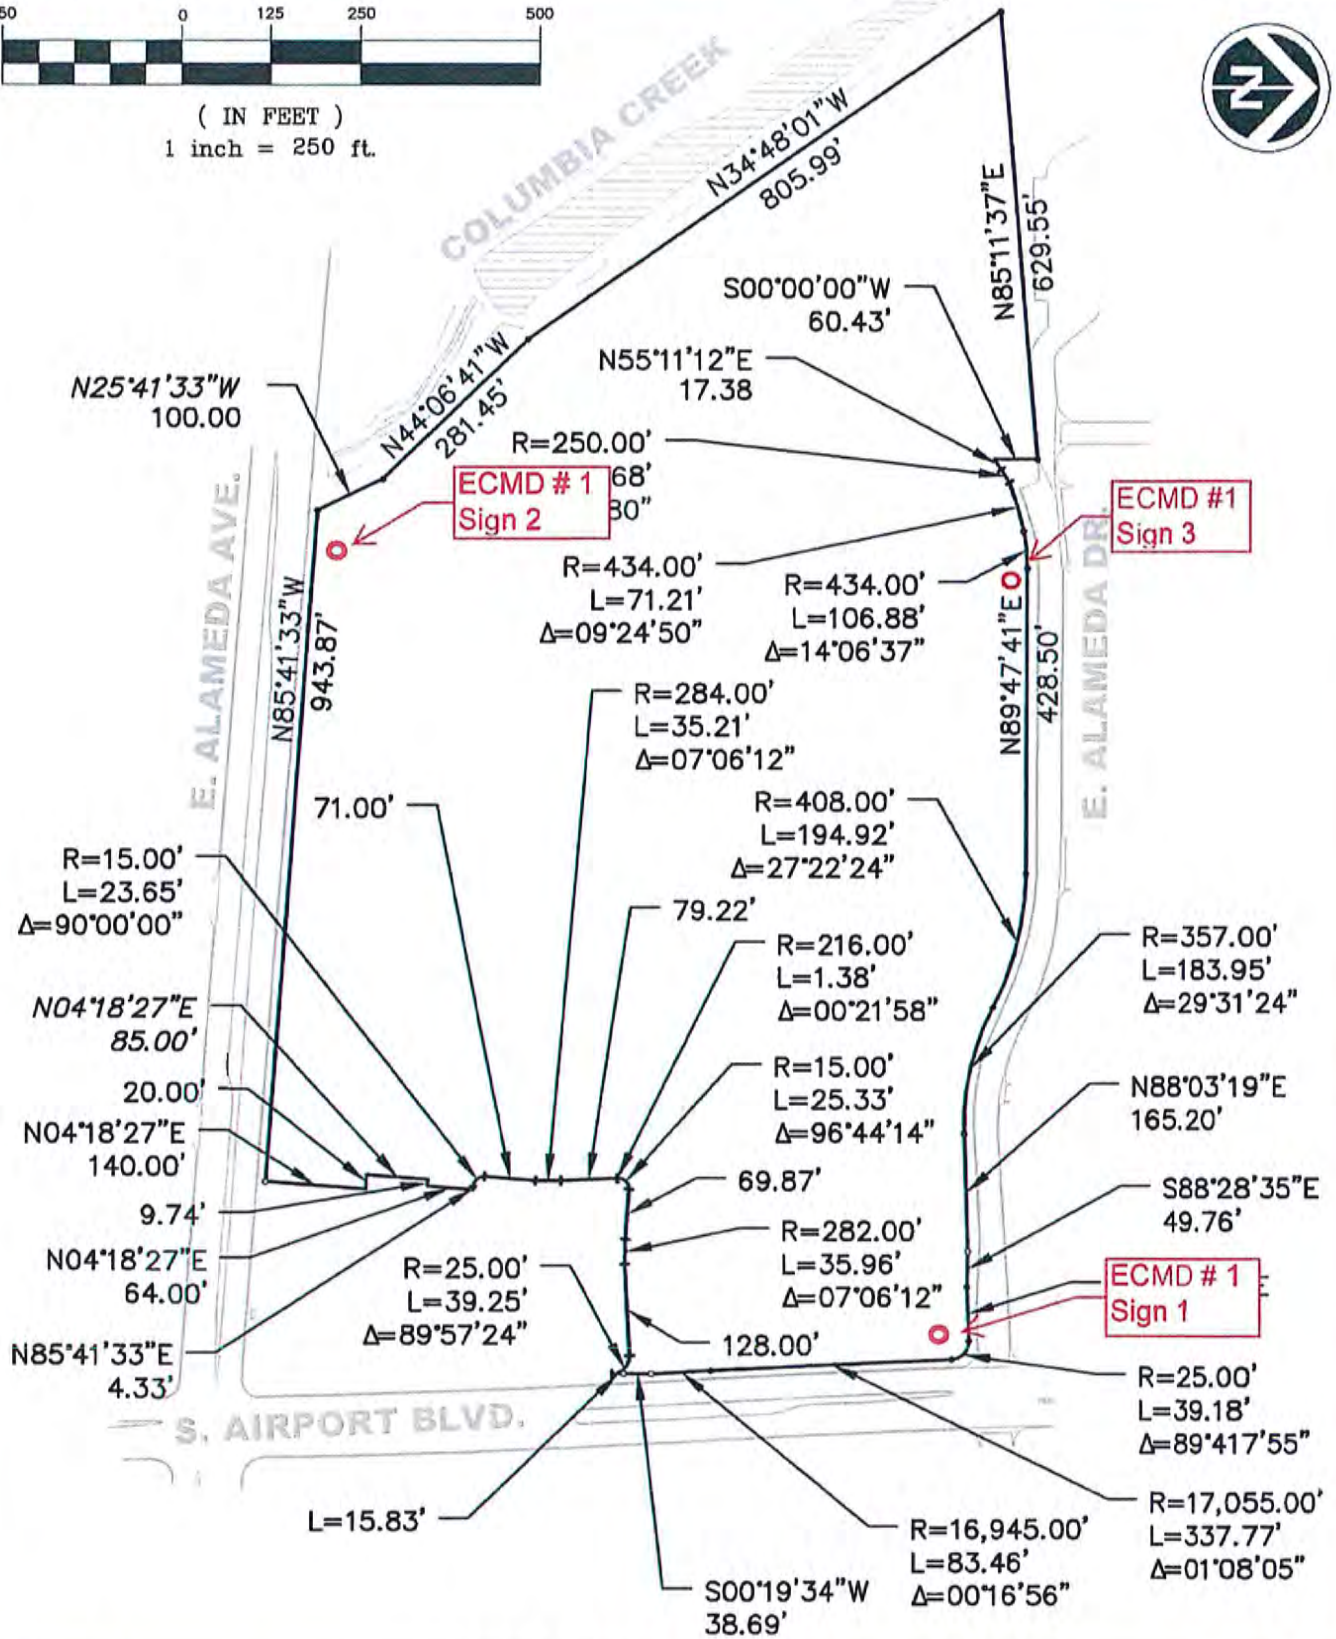 50 0 125 250 500
( IN FEET )
1 inch = 250 ft.
N
COLUMBIA CREEK
N34°48'01"W
805.99'
N85°11'37"E
629.55'
S00°00'00"W
60.43'
N55°11'12"E
17.38
N25°41'33"W
100.00
N44°06'41"W
281.45'
R=250.00'
68'
30"
ECMD # 1
Sign 2
ECMD #1
Sign 3
R=434.00'
L=71.21'
Δ=09°24'50"
R=434.00'
L=106.88'
Δ=14°06'37"
E. ALAMEDA AVE.
N85°41'33"W
943.87'
N89°47'41"E
428.50'
E. ALAMEDA DR.
R=284.00'
L=35.21'
Δ=07°06'12"
71.00'
R=408.00'
L=194.92'
Δ=27°22'24"
R=15.00'
L=23.65'
Δ=90°00'00"
79.22'
R=216.00'
L=1.38'
Δ=00°21'58"
R=357.00'
L=183.95'
Δ=29°31'24"
N04°18'27"E
85.00'
20.00'
N04°18'27"E
140.00'
R=15.00'
L=25.33'
Δ=96°44'14"
N88°03'19"E
165.20'
9.74'
69.87'
S88°28'35"E
49.76'
N04°18'27"E
64.00'
R=25.00'
L=39.25'
Δ=89°57'24"
R=282.00'
L=35.96'
Δ=07°06'12"
ECMD # 1
Sign 1
128.00'
N85°41'33"E
4.33'
R=25.00'
L=39.18'
Δ=89°417'55"
S. AIRPORT BLVD.
L=15.83'
R=17,055.00'
L=337.77'
Δ=01°08'05"
R=16,945.00'
L=83.46'
Δ=00°16'56"
S00°19'34"W
38.69'